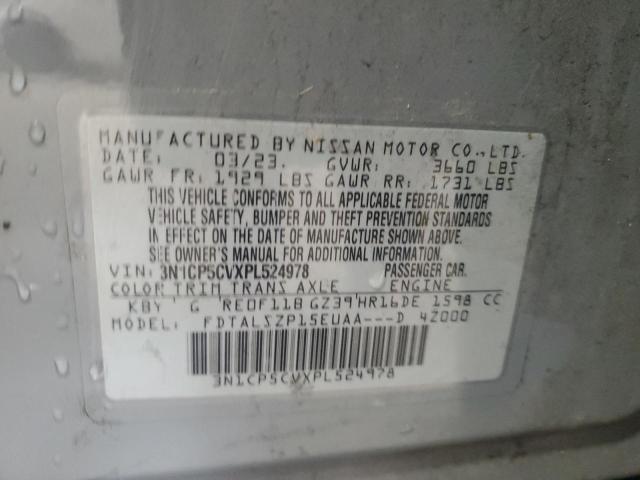 MANUFACTURED BY NISSAN MOTOR CO.,LTD.
DATE: 03/23. GVWR: 3660 LBS
GAWR FR: 1929 LBS GAWR RR: 1731 LBS
THIS VEHICLE CONFORMS TO ALL APPLICABLE FEDERAL MOTOR
VEHICLE SAFETY, BUMPER AND THEFT PREVENTION STANDARDS
IN EFFECT ON THE DATE OF MANUFACTURE SHOWN ABOVE.
SEE OWNER'S MANUAL FOR ADDITIONAL INFORMATION.
VIN: 3N1CP5CVXPL524978 PASSENGER CAR.
COLOR TRIM TRANS AXLE ENGINE
KBY G RE0F11B GZ39 HR16DE 1598 CC
MODEL: FDTALSZP15EUAA---D 42000
3N1CP5CVXPL524978